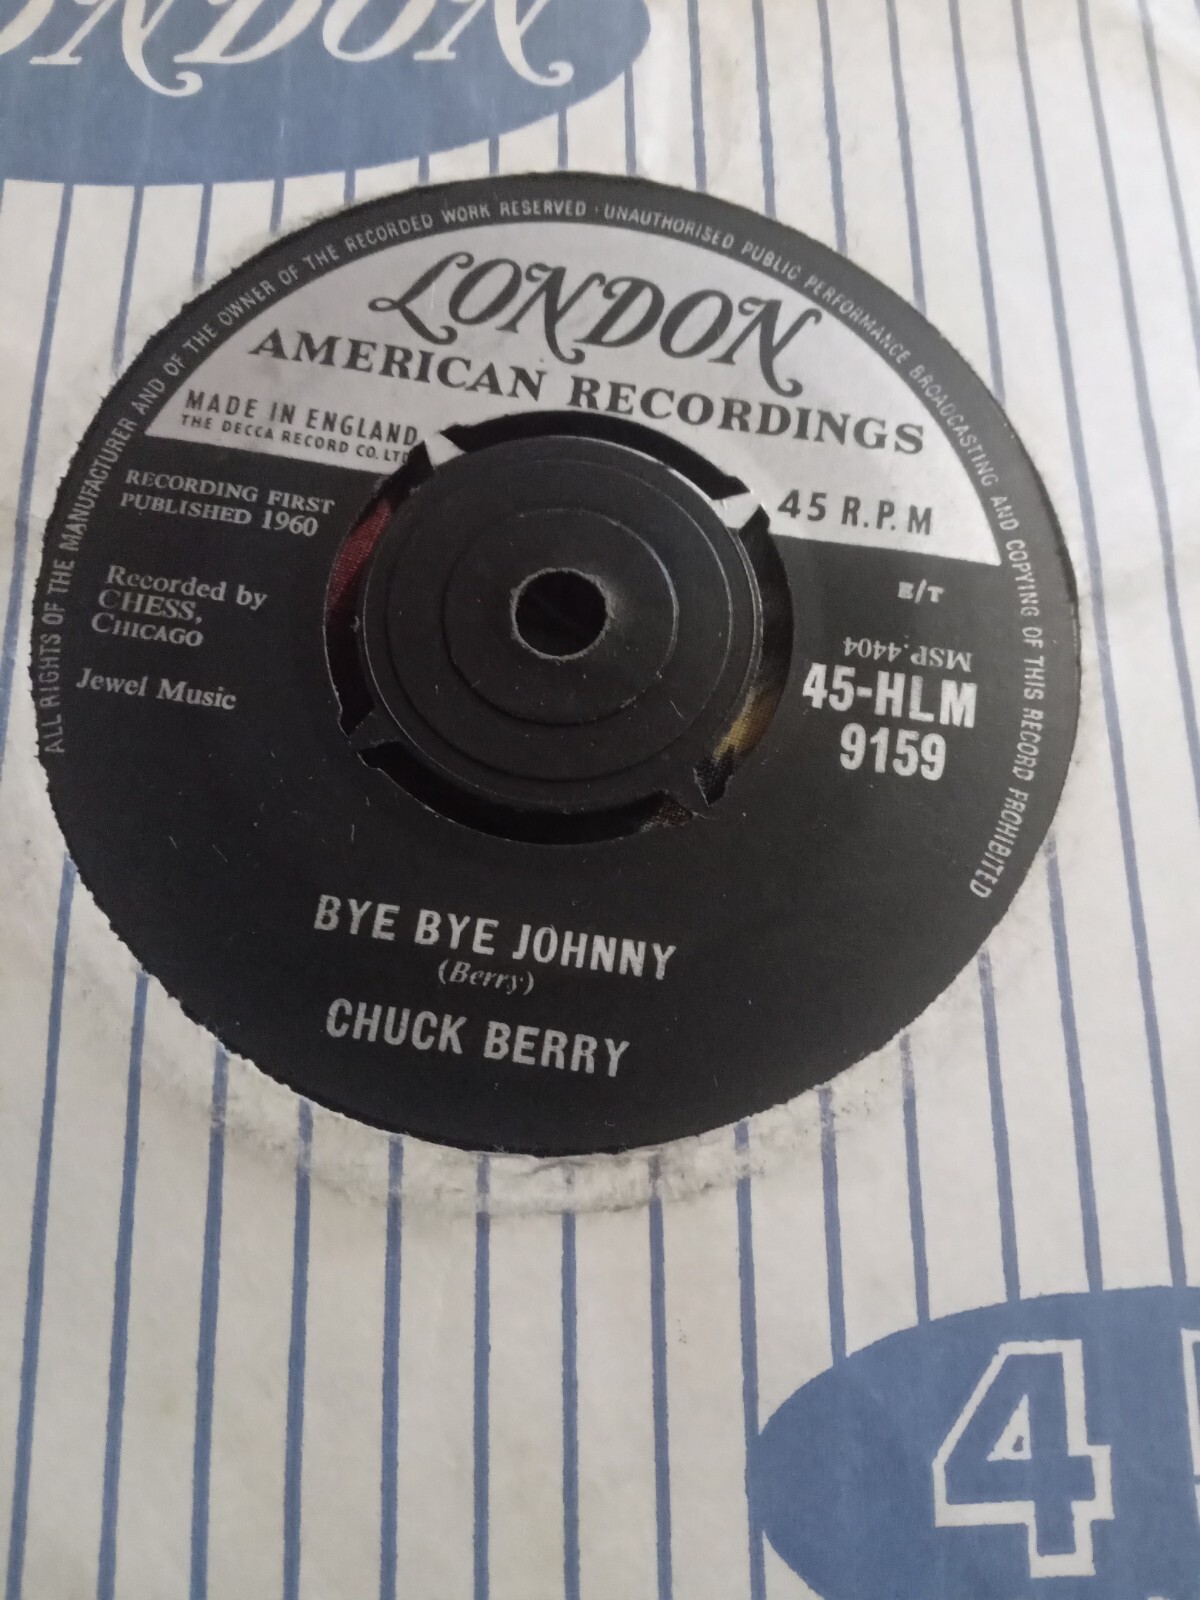 LONDON
ALL RIGHTS OF THE MANUFACTURER AND OF THE OWNER OF THE RECORDED WORK RESERVED · UNAUTHORISED PUBLIC PERFORMANCE BROADCASTING AND COPYING OF THIS RECORD PROHIBITED
LONDON
AMERICAN RECORDINGS
MADE IN ENGLAND
THE DECCA RECORD CO. LTD
45 R.P.M
RECORDING FIRST
PUBLISHED 1960
Recorded by
CHESS,
CHICAGO
Jewel Music
E/T
MSP.4404
45-HLM
9159
BYE BYE JOHNNY
(Berry)
CHUCK BERRY
4